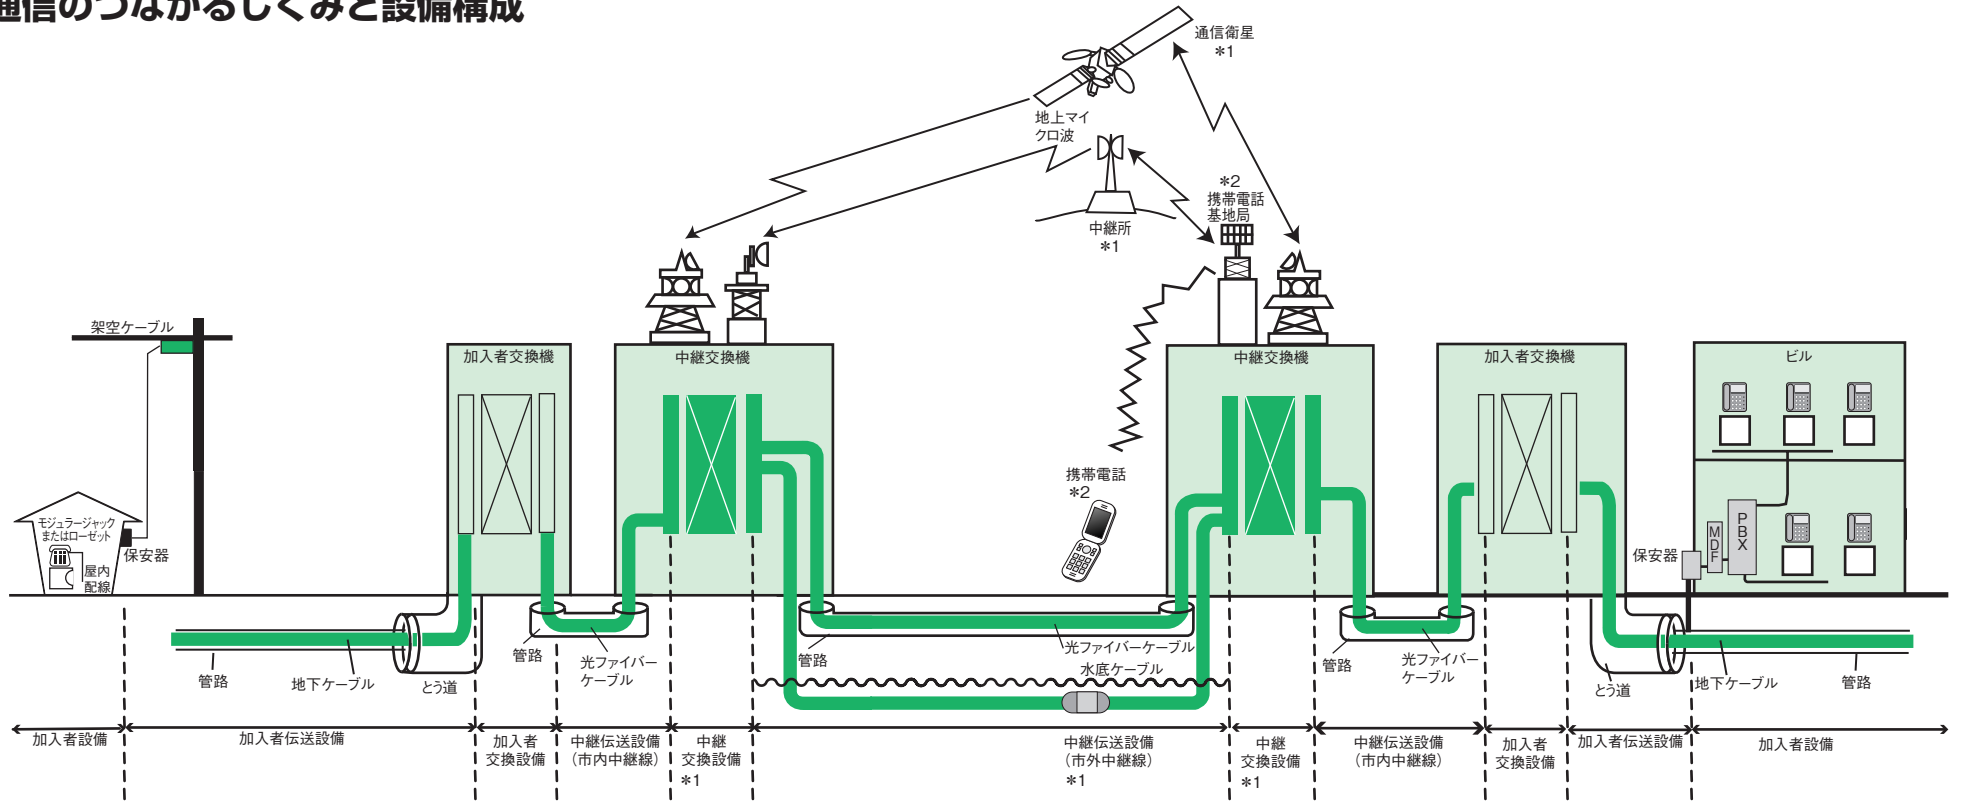 通信のつながるしくみと設備構成
通信衛星
*1
地上マイ
クロ波
中継所
*1
*2
携帯電話
基地局
架空ケーブル
加入者交換機
中継交換機
中継交換機
加入者交換機
ビル
携帯電話
*2
モジュラージャック
またはローゼット
屋内
配線
保安器
保安器
MDF
PBX
管路
地下ケーブル
とう道
管路
光ファイバー
ケーブル
管路
光ファイバーケーブル
水底ケーブル
管路
光ファイバー
ケーブル
とう道
地下ケーブル
管路
加入者設備
加入者伝送設備
加入者
交換設備
中継伝送設備
(市内中継線)
中継
交換設備
*1
中継伝送設備
(市外中継線)
*1
中継
交換設備
*1
中継伝送設備
(市内中継線)
加入者
交換設備
加入者伝送設備
加入者設備